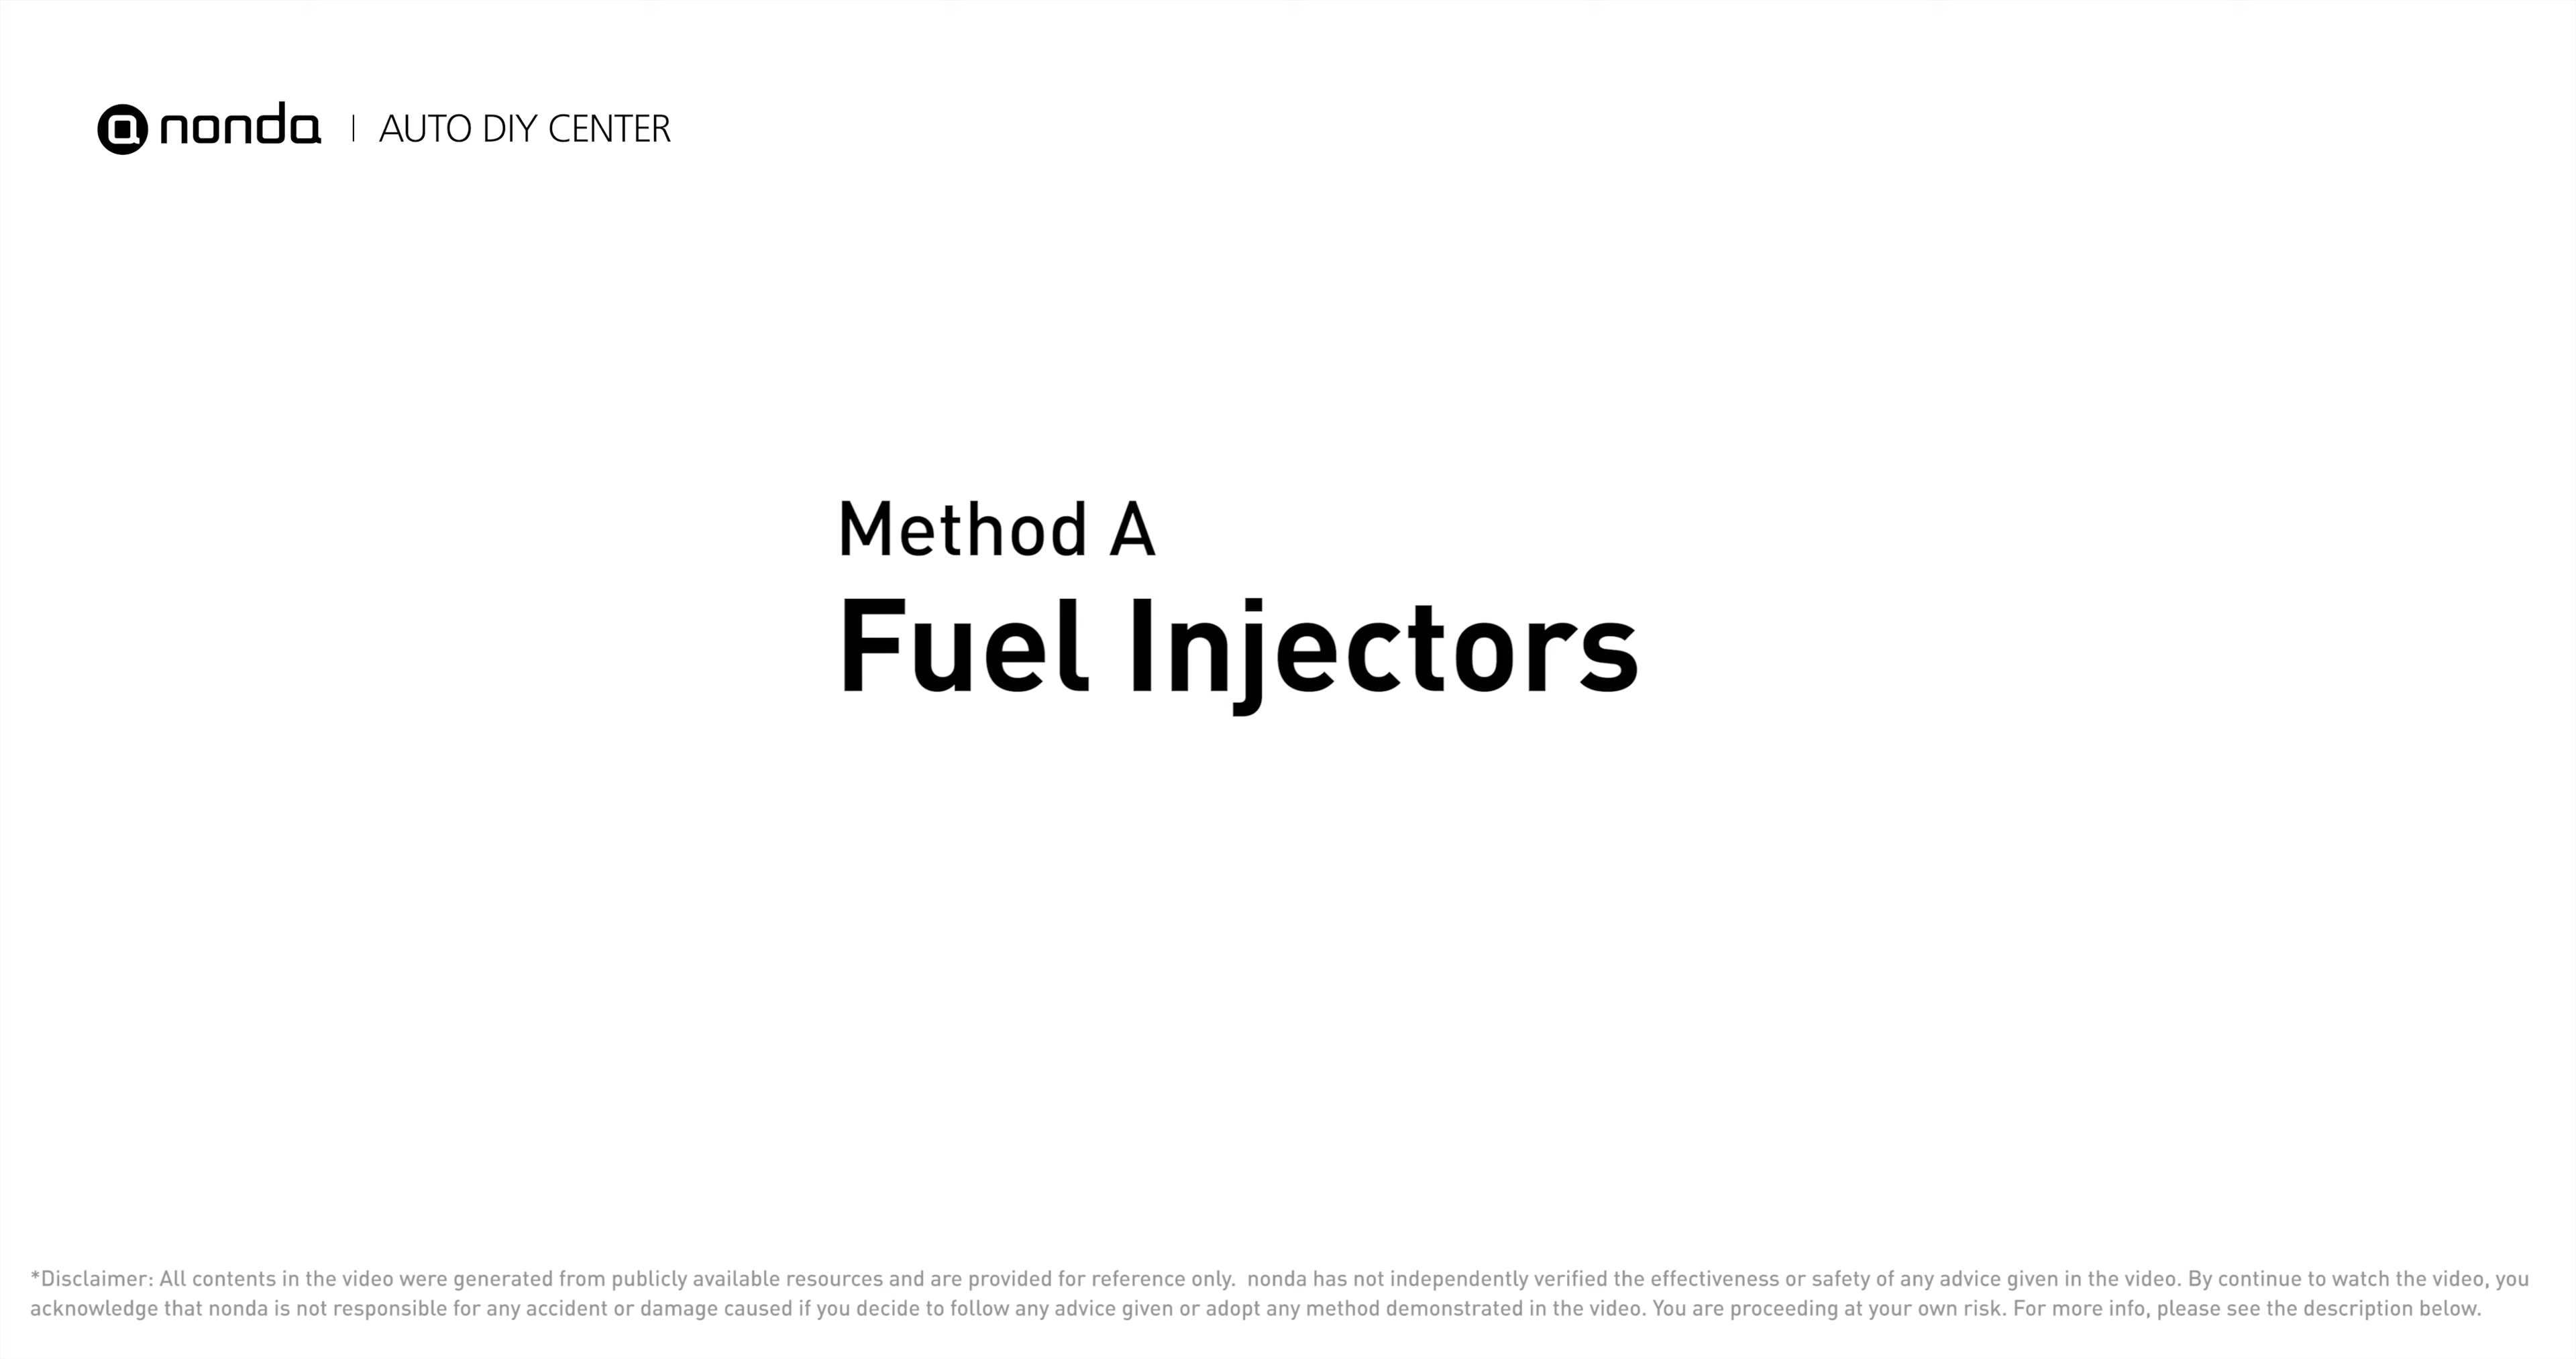 nonda | AUTO DIY CENTER
Method A
Fuel Injectors
*Disclaimer: All contents in the video were generated from publicly available resources and are provided for reference only.  nonda has not independently verified the effectiveness or safety of any advice given in the video. By continue to watch the video, you
acknowledge that nonda is not responsible for any accident or damage caused if you decide to follow any advice given or adopt any method demonstrated in the video. You are proceeding at your own risk. For more info, please see the description below.